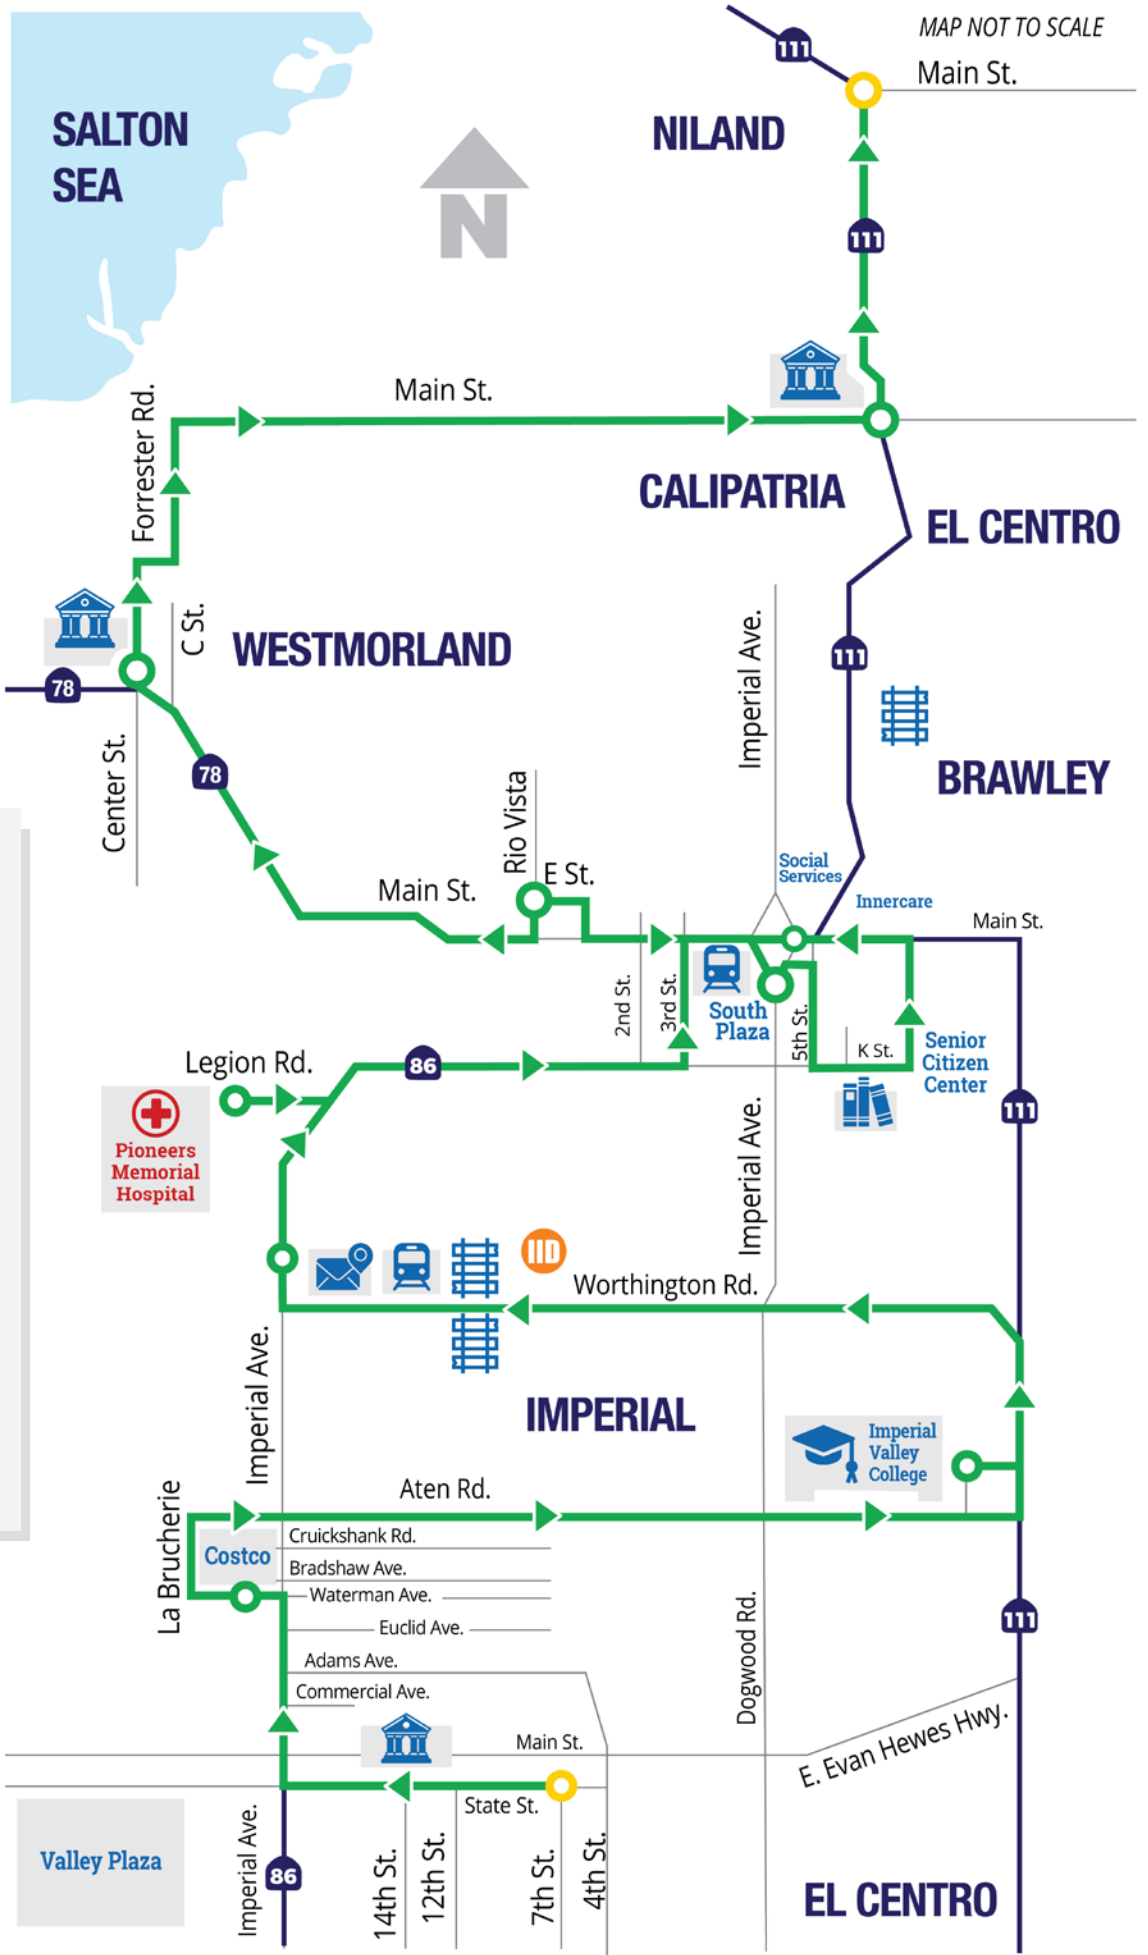 MAP NOT TO SCALE
111
Main St.
SALTON
SEA
NILAND
111
Main St.
Forrester Rd.
CALIPATRIA
EL CENTRO
C St.
WESTMORLAND
Imperial Ave.
111
78
Center St.
78
BRAWLEY
Rio Vista
E St.
Main St.
Social
Services
Innercare
Main St.
2nd St.
3rd St.
South
Plaza
5th St.
K St.
Senior
Citizen
Center
Legion Rd.
86
111
Pioneers
Memorial
Hospital
Imperial Ave.
IID
Worthington Rd.
Imperial Ave.
IMPERIAL
Imperial
Valley
College
La Brucherie
Aten Rd.
Costco
Cruickshank Rd.
Bradshaw Ave.
Waterman Ave.
Euclid Ave.
Adams Ave.
Commercial Ave.
Dogwood Rd.
111
Main St.
E. Evan Hewes Hwy.
State St.
Valley Plaza
Imperial Ave.
86
14th St.
12th St.
7th St.
4th St.
EL CENTRO
N